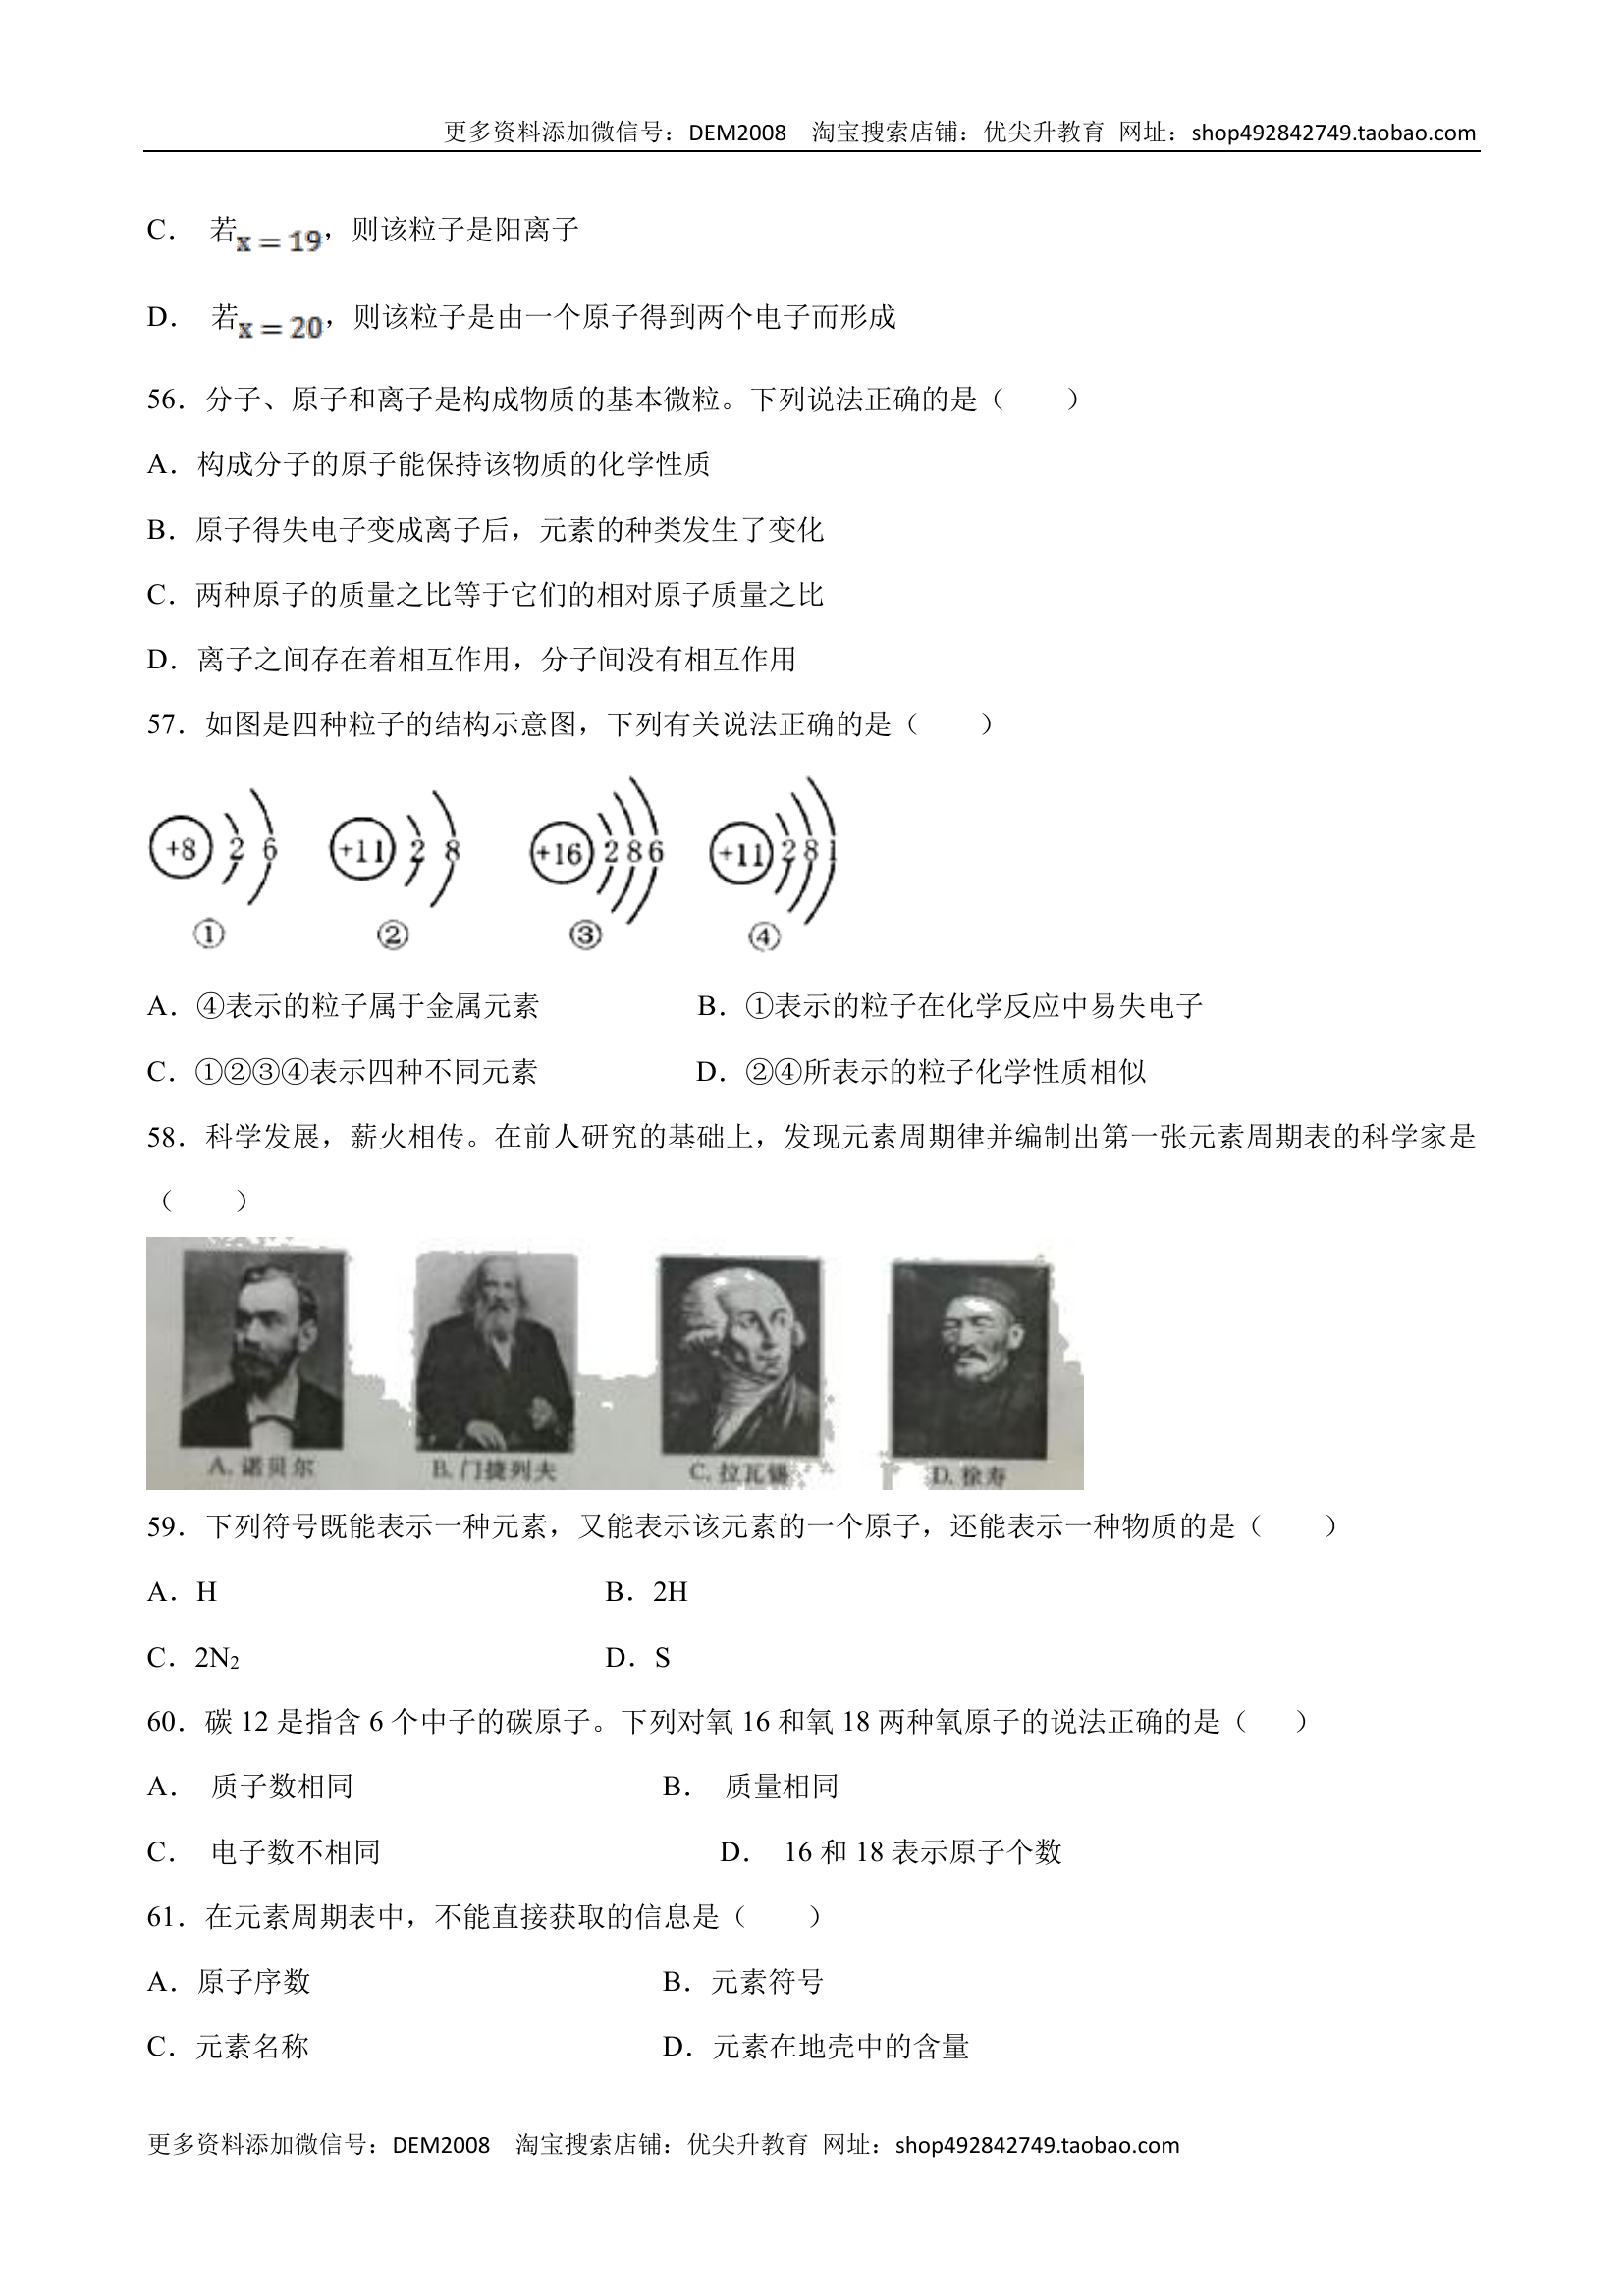 更多资料添加微信号：DEM2008 淘宝搜索店铺：优尖升教育 网址：shop492842749.taobao.com
C． 若x = 19，则该粒子是阳离子
D． 若x = 20，则该粒子是由一个原子得到两个电子而形成
56．分子、原子和离子是构成物质的基本微粒。下列说法正确的是（ ）
A．构成分子的原子能保持该物质的化学性质
B．原子得失电子变成离子后，元素的种类发生了变化
C．两种原子的质量之比等于它们的相对原子质量之比
D．离子之间存在着相互作用，分子间没有相互作用
57．如图是四种粒子的结构示意图，下列有关说法正确的是（ ）
+8 2 6 +11 2 8 +16 2 8 6 +11 2 8 1
① ② ③ ④
A．④表示的粒子属于金属元素 B．①表示的粒子在化学反应中易失电子
C．①②③④表示四种不同元素 D．②④所表示的粒子化学性质相似
58．科学发展，薪火相传。在前人研究的基础上，发现元素周期律并编制出第一张元素周期表的科学家是
（ ）
A. 诺贝尔 B. 门捷列夫 C. 拉瓦锡 D. 徐寿
59．下列符号既能表示一种元素，又能表示该元素的一个原子，还能表示一种物质的是（ ）
A．H B．2H
C．2N₂ D．S
60．碳 12 是指含 6 个中子的碳原子。下列对氧 16 和氧 18 两种氧原子的说法正确的是（ ）
A． 质子数相同 B． 质量相同
C． 电子数不相同 D． 16 和 18 表示原子个数
61．在元素周期表中，不能直接获取的信息是（ ）
A．原子序数 B．元素符号
C．元素名称 D．元素在地壳中的含量
更多资料添加微信号：DEM2008 淘宝搜索店铺：优尖升教育 网址：shop492842749.taobao.com